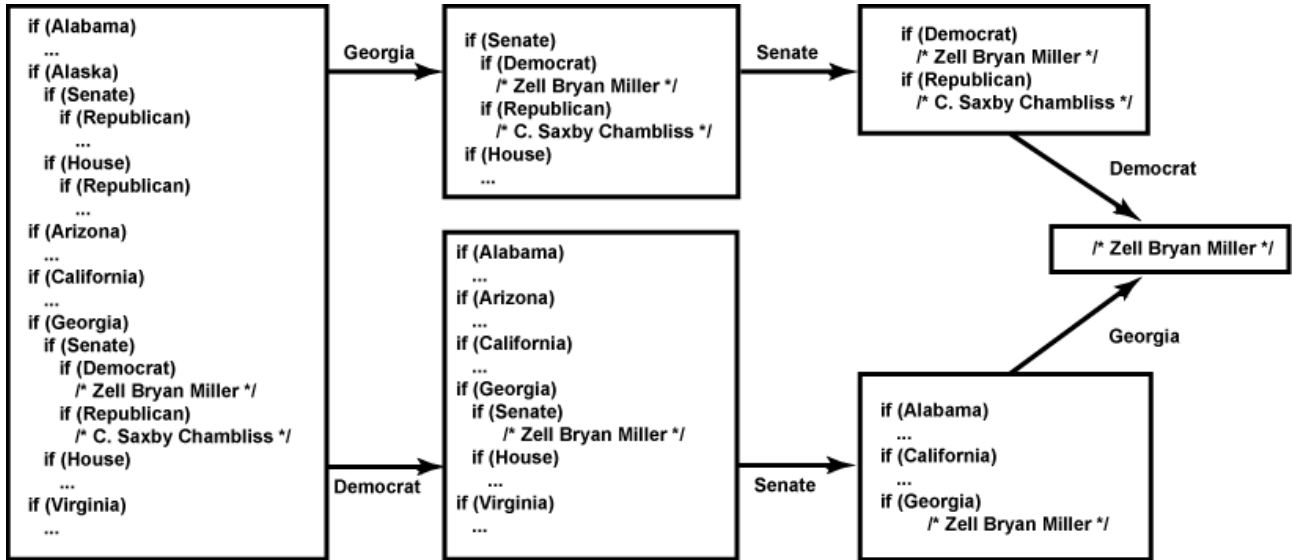 if (Alabama)
...
if (Alaska)
if (Senate)
if (Republican)
...
if (House)
if (Republican)
...
if (Arizona)
...
if (California)
...
if (Georgia)
if (Senate)
if (Democrat)
/* Zell Bryan Miller */
if (Republican)
/* C. Saxby Chambliss */
if (House)
...
if (Virginia)
...
Georgia
if (Senate)
if (Democrat)
/* Zell Bryan Miller */
if (Republican)
/* C. Saxby Chambliss */
if (House)
...
Senate
if (Democrat)
/* Zell Bryan Miller */
if (Republican)
/* C. Saxby Chambliss */
Democrat
/* Zell Bryan Miller */
Democrat
if (Alabama)
...
if (Arizona)
...
if (California)
...
if (Georgia)
if (Senate)
/* Zell Bryan Miller */
if (House)
...
if (Virginia)
...
Senate
if (Alabama)
...
if (California)
...
if (Georgia)
/* Zell Bryan Miller */
Georgia